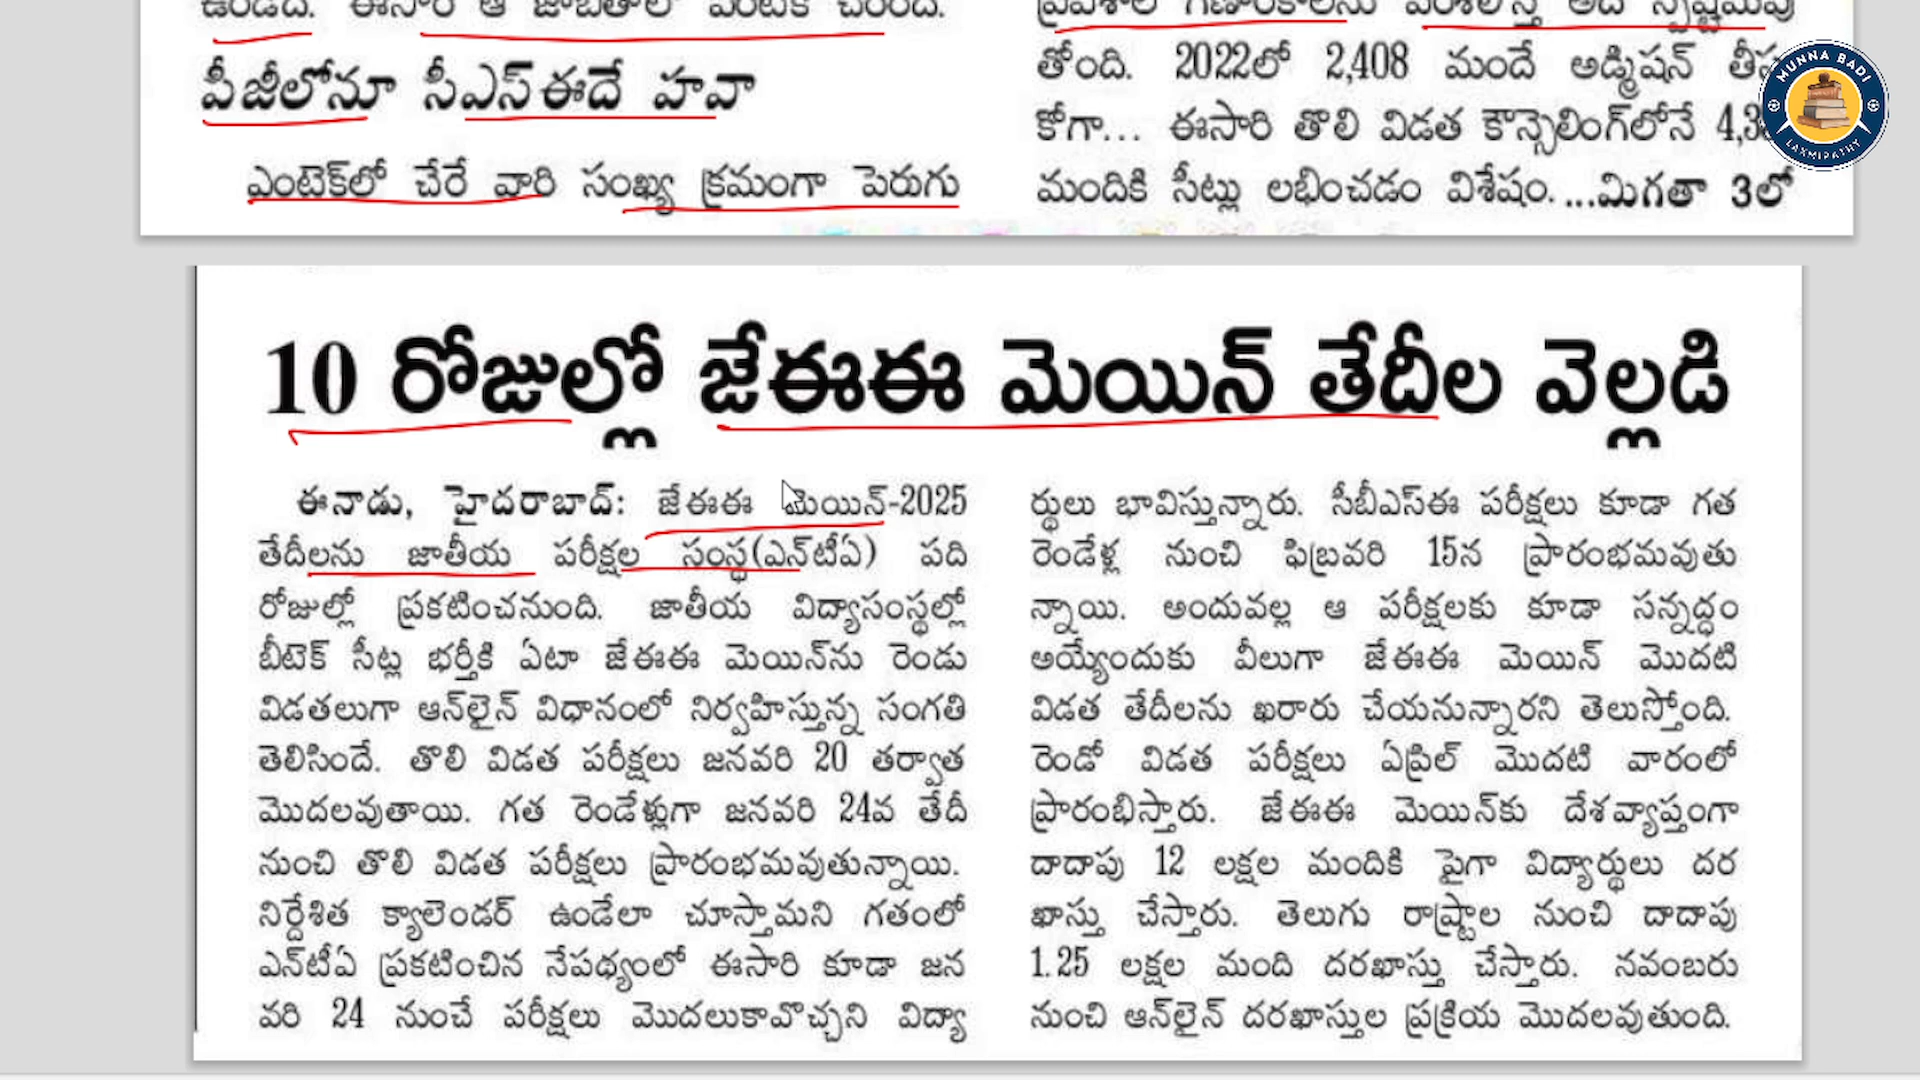 పీజీలోనూ సీఎస్ఈదే హవా
ఎంటెక్‌లో చేరే వారి సంఖ్య క్రమంగా పెరుగు
తోంది. 2022లో 2,408 మందే అడ్మిషన్
కోగా... ఈసారి తొలి విడత కౌన్సెలింగ్‌లోనే
మందికి సీట్లు లభించడం విశేషం. ...మిగతా 3లో
MUNNA BADI
LAXMIPATHY
10 రోజుల్లో జేఈఈ మెయిన్ తేదీల వెల్లడి
ఈనాడు, హైదరాబాద్: జేఈఈ మెయిన్-2025
తేదీలను జాతీయ పరీక్షల సంస్థ(ఎన్‌టీఏ) పది
రోజుల్లో ప్రకటించనుంది. జాతీయ విద్యాసంస్థల్లో
బీటెక్ సీట్ల భర్తీకి ఏటా జేఈఈ మెయిన్‌ను రెండు
విడతలుగా ఆన్‌లైన్ విధానంలో నిర్వహిస్తున్న సంగతి
తెలిసిందే. తొలి విడత పరీక్షలు జనవరి 20 తర్వాత
మొదలవుతాయి. గత రెండేళ్లుగా జనవరి 24వ తేదీ
నుంచి తొలి విడత పరీక్షలు ప్రారంభమవుతున్నాయి.
నిర్దేశిత క్యాలెండర్ ఉండేలా చూస్తామని గతంలో
ఎన్‌టీఏ ప్రకటించిన నేపథ్యంలో ఈసారి కూడా జన
వరి 24 నుంచే పరీక్షలు మొదలుకావొచ్చని విద్యా
ర్థులు భావిస్తున్నారు. సీబీఎస్ఈ పరీక్షలు కూడా గత
రెండేళ్ల నుంచి ఫిబ్రవరి 15న ప్రారంభమవుతు
న్నాయి. అందువల్ల ఆ పరీక్షలకు కూడా సన్నద్ధం
అయ్యేందుకు వీలుగా జేఈఈ మెయిన్ మొదటి
విడత తేదీలను ఖరారు చేయనున్నారని తెలుస్తోంది.
రెండో విడత పరీక్షలు ఏప్రిల్ మొదటి వారంలో
ప్రారంభిస్తారు. జేఈఈ మెయిన్‌కు దేశవ్యాప్తంగా
దాదాపు 12 లక్షల మందికి పైగా విద్యార్థులు దర
ఖాస్తు చేస్తారు. తెలుగు రాష్ట్రాల నుంచి దాదాపు
1.25 లక్షల మంది దరఖాస్తు చేస్తారు. నవంబరు
నుంచి ఆన్‌లైన్ దరఖాస్తుల ప్రక్రియ మొదలవుతుంది.